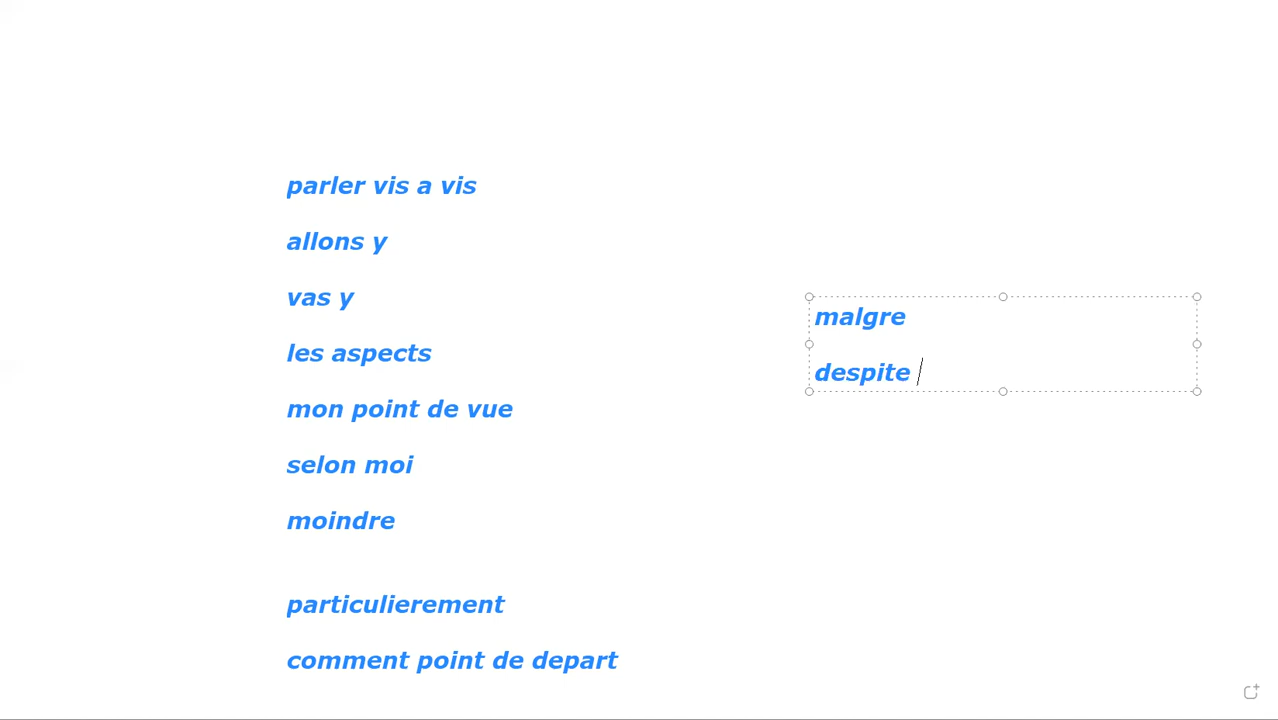 parler vis a vis
allons y
vas y
les aspects
mon point de vue
selon moi
moindre
particulierement
comment point de depart
malgre
despite